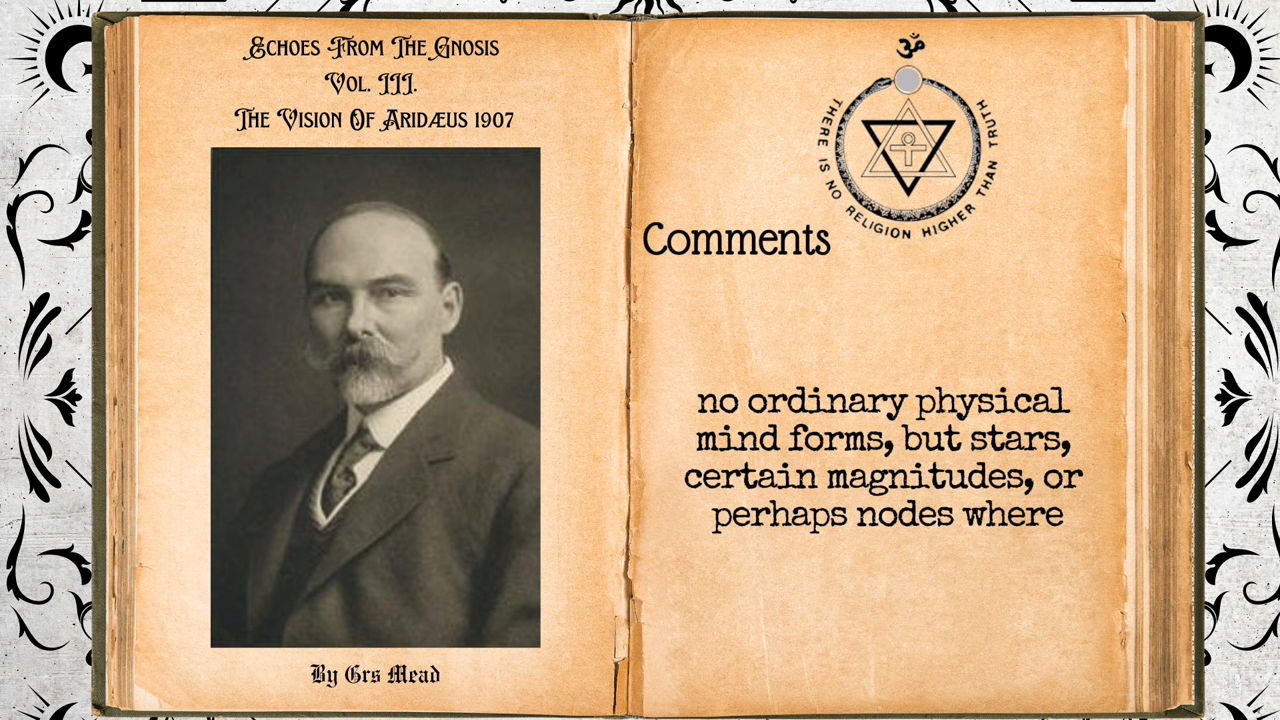 Echoes From The Gnosis
Vol. III.
The Vision Of Aridæus 1907
By Grs Mead
ॐ
THERE IS NO RELIGION HIGHER THAN TRUTH
Comments
no ordinary physical
mind forms, but stars,
certain magnitudes, or
perhaps nodes where